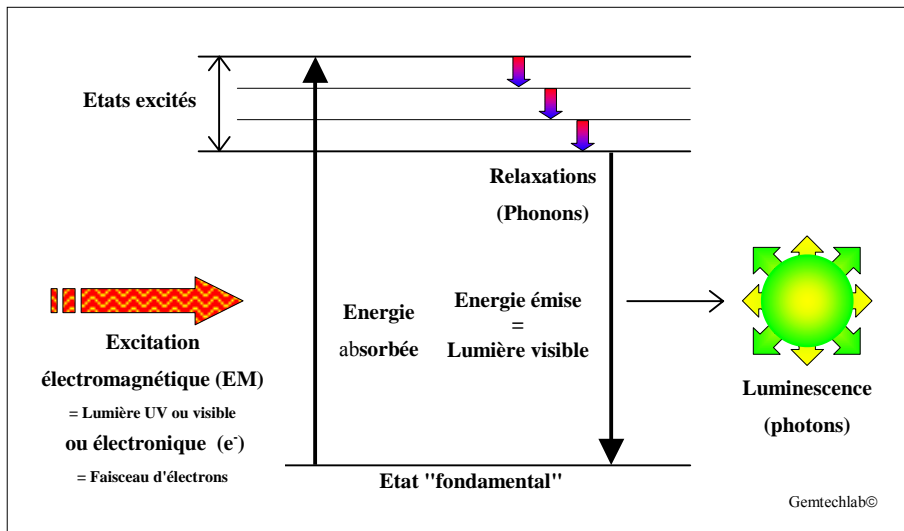 Etats excités
Relaxations
(Phonons)
Excitation
électromagnétique (EM)
= Lumière UV ou visible
ou électronique (e⁻)
= Faisceau d'électrons
Energie
absorbée
Energie émise
=
Lumière visible
Luminescence
(photons)
Etat "fondamental"
Gemtechlab©